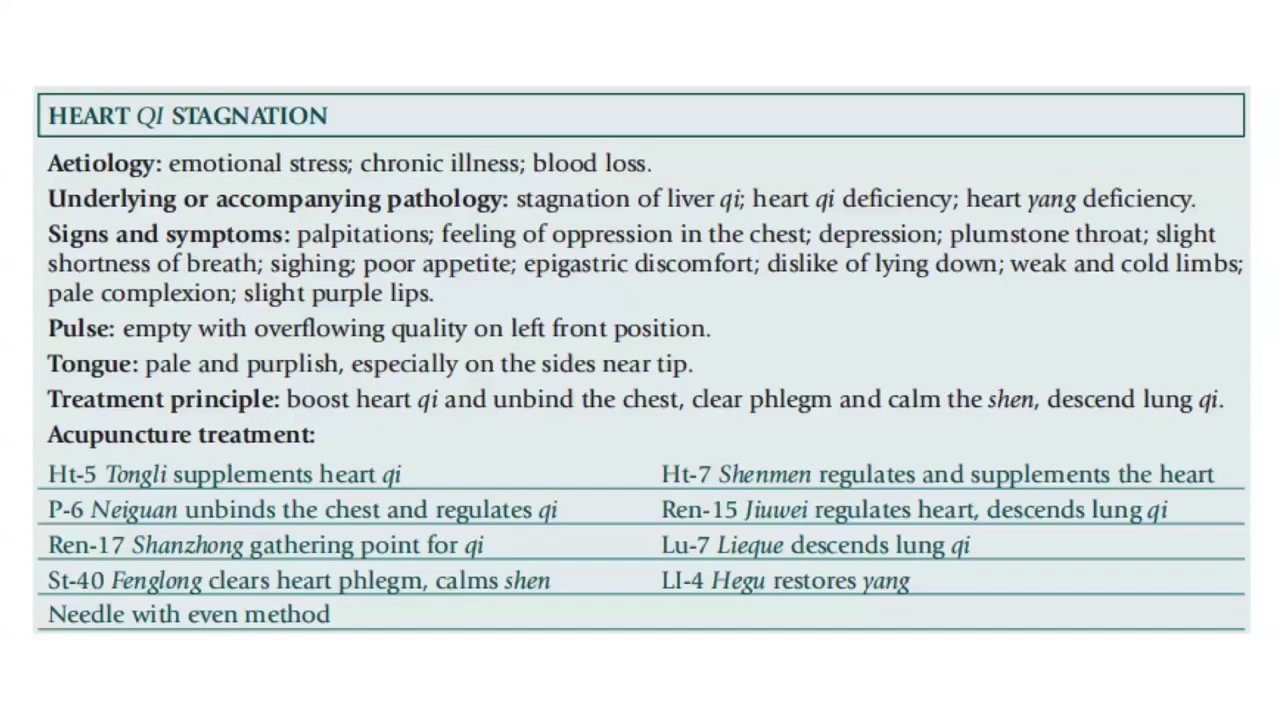 HEART QI STAGNATION
Aetiology: emotional stress; chronic illness; blood loss.
Underlying or accompanying pathology: stagnation of liver qi; heart qi deficiency; heart yang deficiency.
Signs and symptoms: palpitations; feeling of oppression in the chest; depression; plumstone throat; slight
shortness of breath; sighing; poor appetite; epigastric discomfort; dislike of lying down; weak and cold limbs;
pale complexion; slight purple lips.
Pulse: empty with overflowing quality on left front position.
Tongue: pale and purplish, especially on the sides near tip.
Treatment principle: boost heart qi and unbind the chest, clear phlegm and calm the shen, descend lung qi.
Acupuncture treatment:
Ht-5 Tongli supplements heart qi
Ht-7 Shenmen regulates and supplements the heart
P-6 Neiguan unbinds the chest and regulates qi
Ren-15 Jiuwei regulates heart, descends lung qi
Ren-17 Shanzhong gathering point for qi
Lu-7 Lieque descends lung qi
St-40 Fenglong clears heart phlegm, calms shen
LI-4 Hegu restores yang
Needle with even method